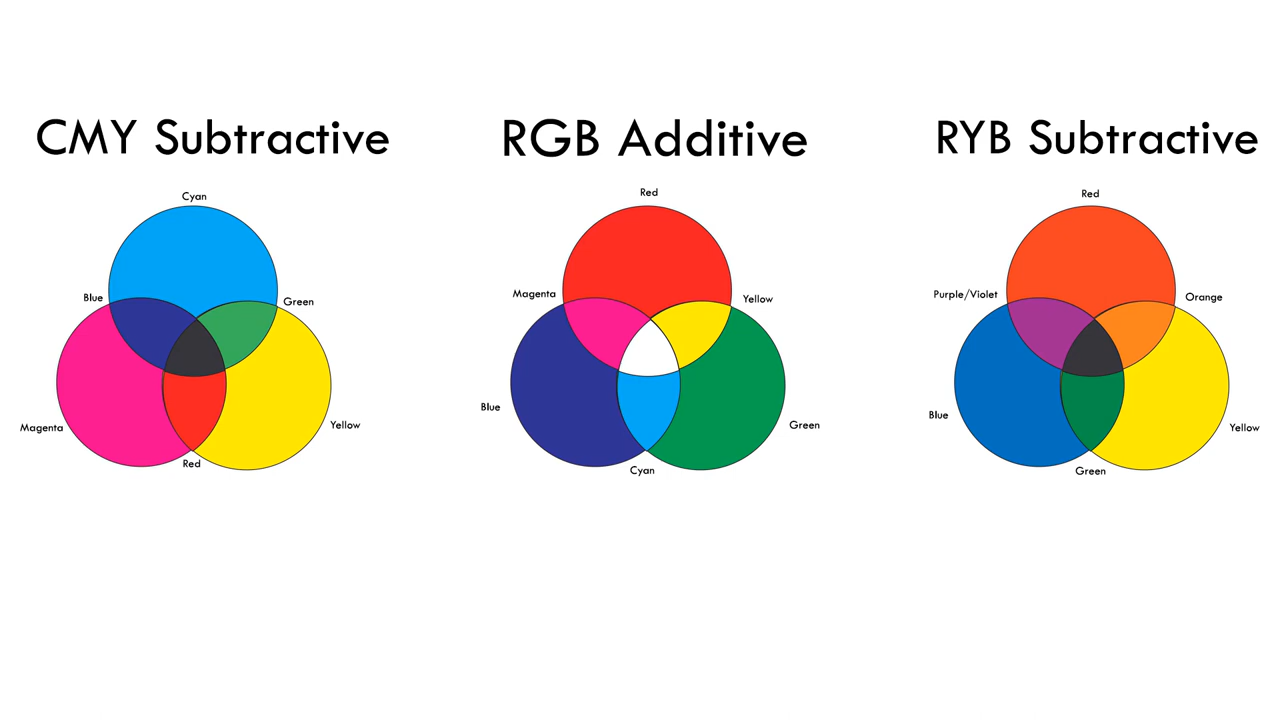 CMY Subtractive
Cyan
Blue
Green
Magenta
Yellow
Red
RGB Additive
Red
Magenta
Yellow
Blue
Green
Cyan
RYB Subtractive
Red
Purple/Violet
Orange
Blue
Yellow
Green